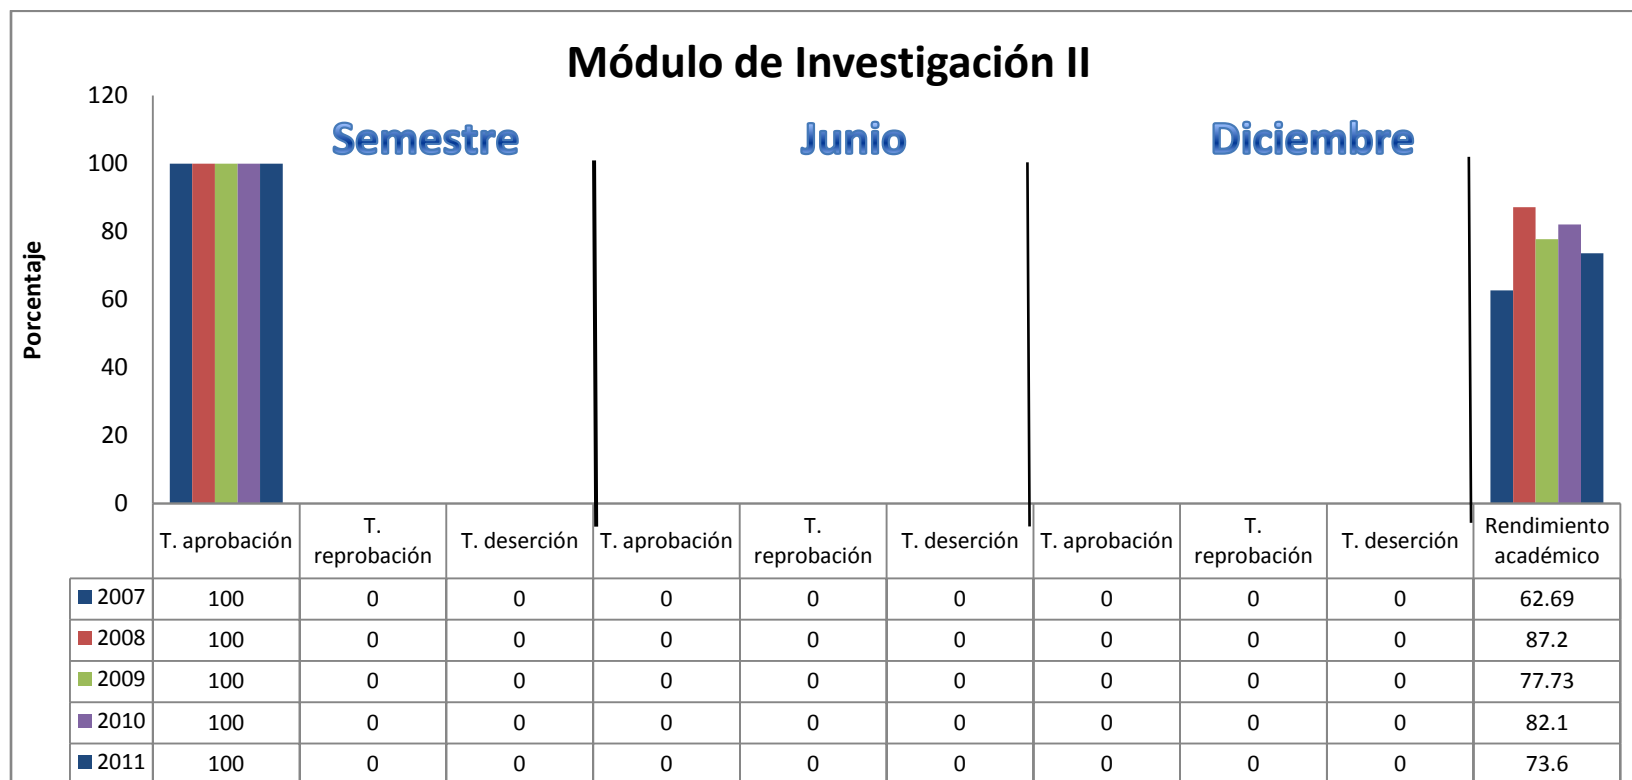 Módulo de Investigación II
Porcentaje
120
100
80
60
40
20
0
Semestre Junio Diciembre
T. aprobación T. reprobación T. deserción T. aprobación T. reprobación T. deserción T. aprobación T. reprobación T. deserción Rendimiento académico
2007 100 0 0 0 0 0 0 0 0 62.69
2008 100 0 0 0 0 0 0 0 0 87.2
2009 100 0 0 0 0 0 0 0 0 77.73
2010 100 0 0 0 0 0 0 0 0 82.1
2011 100 0 0 0 0 0 0 0 0 73.6